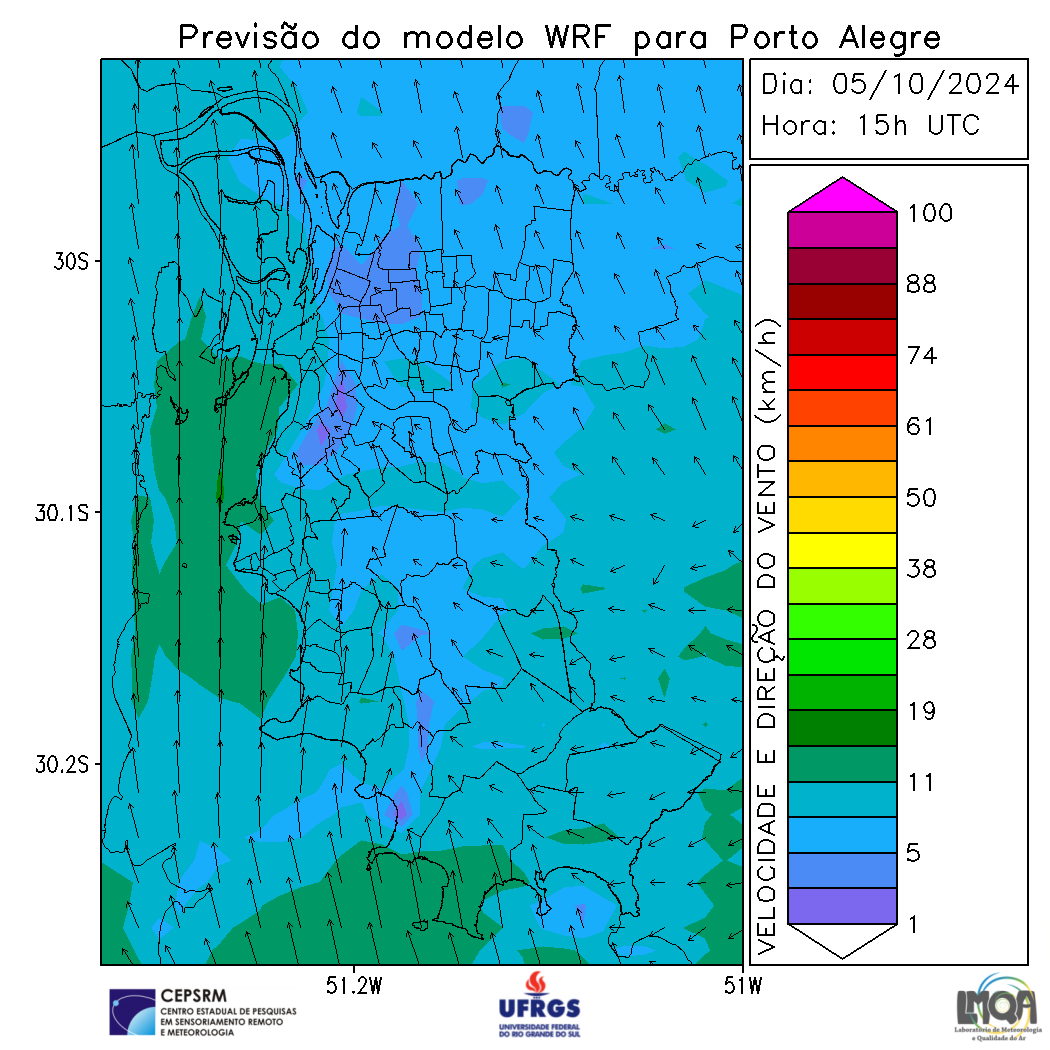 Previsão do modelo WRF para Porto Alegre
Dia: 05/10/2024
Hora: 15h UTC
30S
30.1S
30.2S
51.2W
51W
VELOCIDADE E DIREÇÃO DO VENTO (km/h)
100
88
74
61
50
38
28
19
11
5
1
CEPSRM
CENTRO ESTADUAL DE PESQUISAS
EM SENSORIAMENTO REMOTO
E METEOROLOGIA
UFRGS
UNIVERSIDADE FEDERAL
DO RIO GRANDE DO SUL
LMQA
Laboratório de Meteorologia
e Qualidade do Ar